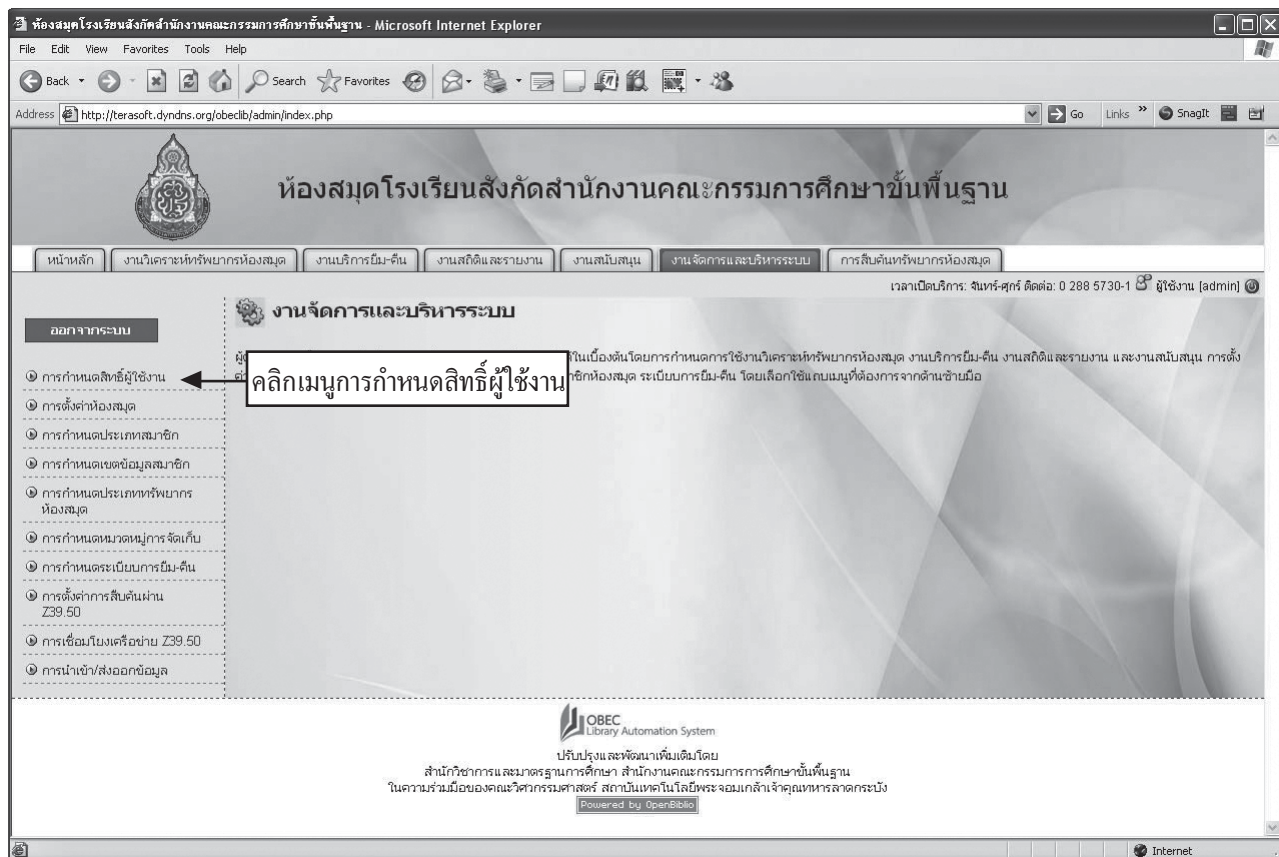 ห้องสมุดโรงเรียนสังกัดสำนักงานคณะกรรมการศึกษาขั้นพื้นฐาน - Microsoft Internet Explorer
File Edit View Favorites Tools Help
Back Search Favorites
Address http://terasoft.dyndns.org/obeclib/admin/index.php Go Links » SnagIt
ห้องสมุดโรงเรียนสังกัดสำนักงานคณะกรรมการศึกษาขั้นพื้นฐาน
หน้าหลัก งานวิเคราะห์ทรัพยากรห้องสมุด งานบริการยืม-คืน งานสถิติและรายงาน งานสนับสนุน งานจัดการและบริหารระบบ การสืบค้นทรัพยากรห้องสมุด
เวลาเปิดบริการ: จันทร์-ศุกร์ ติดต่อ: 0 288 5730-1 ผู้ใช้งาน [admin]
ออกจากระบบ
งานจัดการและบริหารระบบ
ได้ในเบื้องต้นโดยการกำหนดการใช้งานวิเคราะห์ทรัพยากรห้องสมุด งานบริการยืม-คืน งานสถิติและรายงาน และงานสนับสนุน การตั้ง
าชิกห้องสมุด ระเบียบการยืม-คืน โดยเลือกใช้แถบเมนูที่ต้องการจากด้านซ้ายมือ
คลิกเมนูการกำหนดสิทธิ์ผู้ใช้งาน
การกำหนดสิทธิ์ผู้ใช้งาน
การตั้งค่าห้องสมุด
การกำหนดประเภทสมาชิก
การกำหนดเขตข้อมูลสมาชิก
การกำหนดประเภททรัพยากร
ห้องสมุด
การกำหนดหมวดหมู่การจัดเก็บ
การกำหนดระเบียบการยืม-คืน
การตั้งค่าการสืบค้นผ่าน
Z39.50
การเชื่อมโยงเครือข่าย Z39.50
การนำเข้า/ส่งออกข้อมูล
OBEC
Library Automation System
ปรับปรุงและพัฒนาเพิ่มเติมโดย
สำนักวิชาการและมาตรฐานการศึกษา สำนักงานคณะกรรมการการศึกษาขั้นพื้นฐาน
ในความร่วมมือของคณะวิศวกรรมศาสตร์ สถาบันเทคโนโลยีพระจอมเกล้าเจ้าคุณทหารลาดกระบัง
Powered by OpenBiblio
Internet